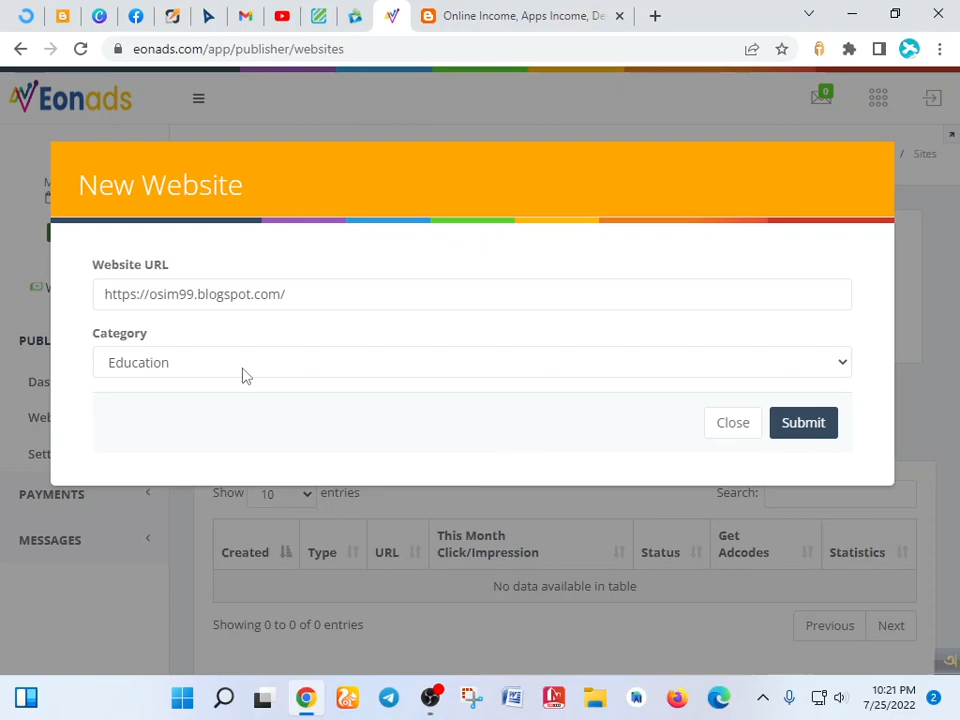 Online Income, Apps Income, De
eonads.com/app/publisher/websites
Eonads
0
/ Sites
New Website
Website URL
https://osim99.blogspot.com/
Category
Education
Close
Submit
PUBL
Das
Web
Sett
PAYMENTS
MESSAGES
Show 10 entries
Search:
Created
Type
URL
This Month
Click/Impression
Status
Get
Adcodes
Statistics
No data available in table
Showing 0 to 0 of 0 entries
Previous
Next
10:21 PM
7/25/2022
2